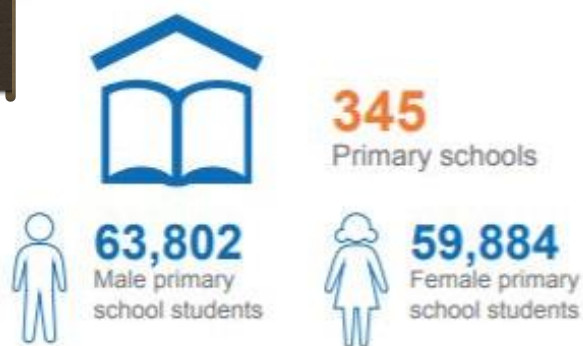 345
Primary schools
63,802
Male primary
school students
59,884
Female primary
school students